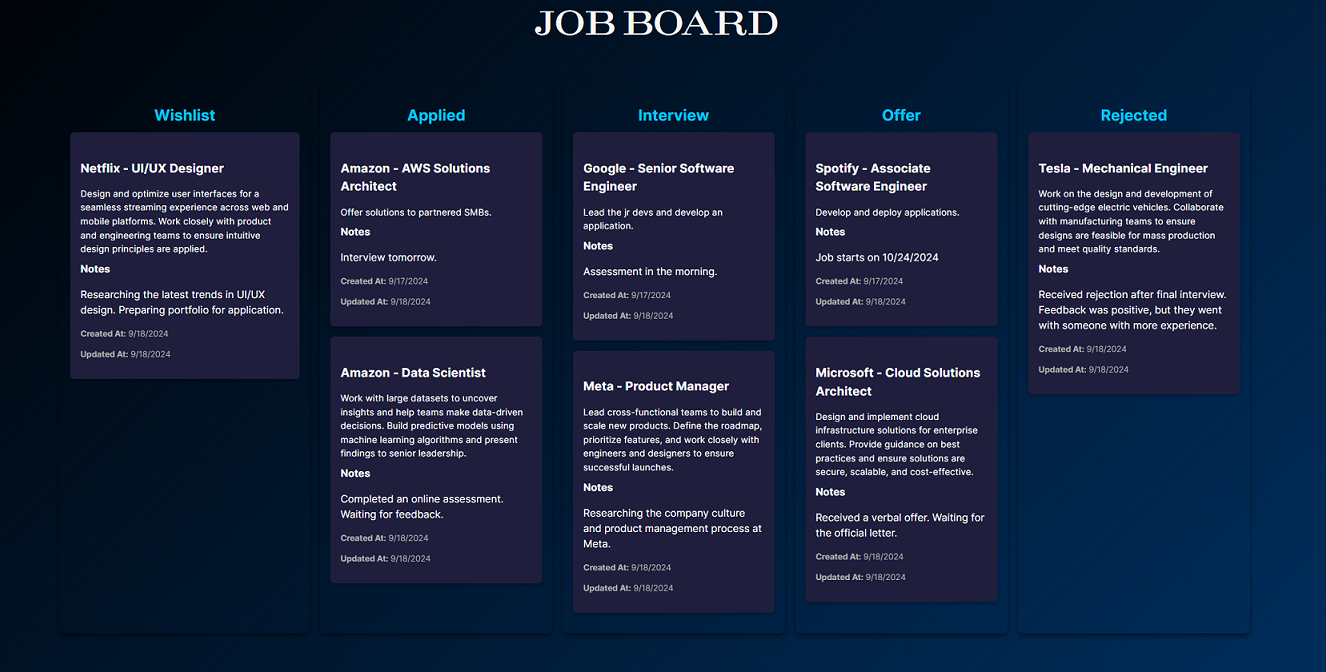 JOB BOARD
Wishlist
Netflix - UI/UX Designer
Design and optimize user interfaces for a
seamless streaming experience across web and
mobile platforms. Work closely with product
and engineering teams to ensure intuitive
design principles are applied.
Notes
Researching the latest trends in UI/UX
design. Preparing portfolio for application.
Created At: 9/18/2024
Updated At: 9/18/2024
Applied
Amazon - AWS Solutions
Architect
Offer solutions to partnered SMBs.
Notes
Interview tomorrow.
Created At: 9/17/2024
Updated At: 9/18/2024
Amazon - Data Scientist
Work with large datasets to uncover
insights and help teams make data-driven
decisions. Build predictive models using
machine learning algorithms and present
findings to senior leadership.
Notes
Completed an online assessment.
Waiting for feedback.
Created At: 9/18/2024
Updated At: 9/18/2024
Interview
Google - Senior Software
Engineer
Lead the jr devs and develop an
application.
Notes
Assessment in the morning.
Created At: 9/17/2024
Updated At: 9/18/2024
Meta - Product Manager
Lead cross-functional teams to build and
scale new products. Define the roadmap,
prioritize features, and work closely with
engineers and designers to ensure
successful launches.
Notes
Researching the company culture
and product management process at
Meta.
Created At: 9/18/2024
Updated At: 9/18/2024
Offer
Spotify - Associate
Software Engineer
Develop and deploy applications.
Notes
Job starts on 10/24/2024
Created At: 9/17/2024
Updated At: 9/18/2024
Microsoft - Cloud Solutions
Architect
Design and implement cloud
infrastructure solutions for enterprise
clients. Provide guidance on best
practices and ensure solutions are
secure, scalable, and cost-effective.
Notes
Received a verbal offer. Waiting for
the official letter.
Created At: 9/18/2024
Updated At: 9/18/2024
Rejected
Tesla - Mechanical Engineer
Work on the design and development of
cutting-edge electric vehicles. Collaborate
with manufacturing teams to ensure
designs are feasible for mass production
and meet quality standards.
Notes
Received rejection after final interview.
Feedback was positive, but they went
with someone with more experience.
Created At: 9/18/2024
Updated At: 9/18/2024